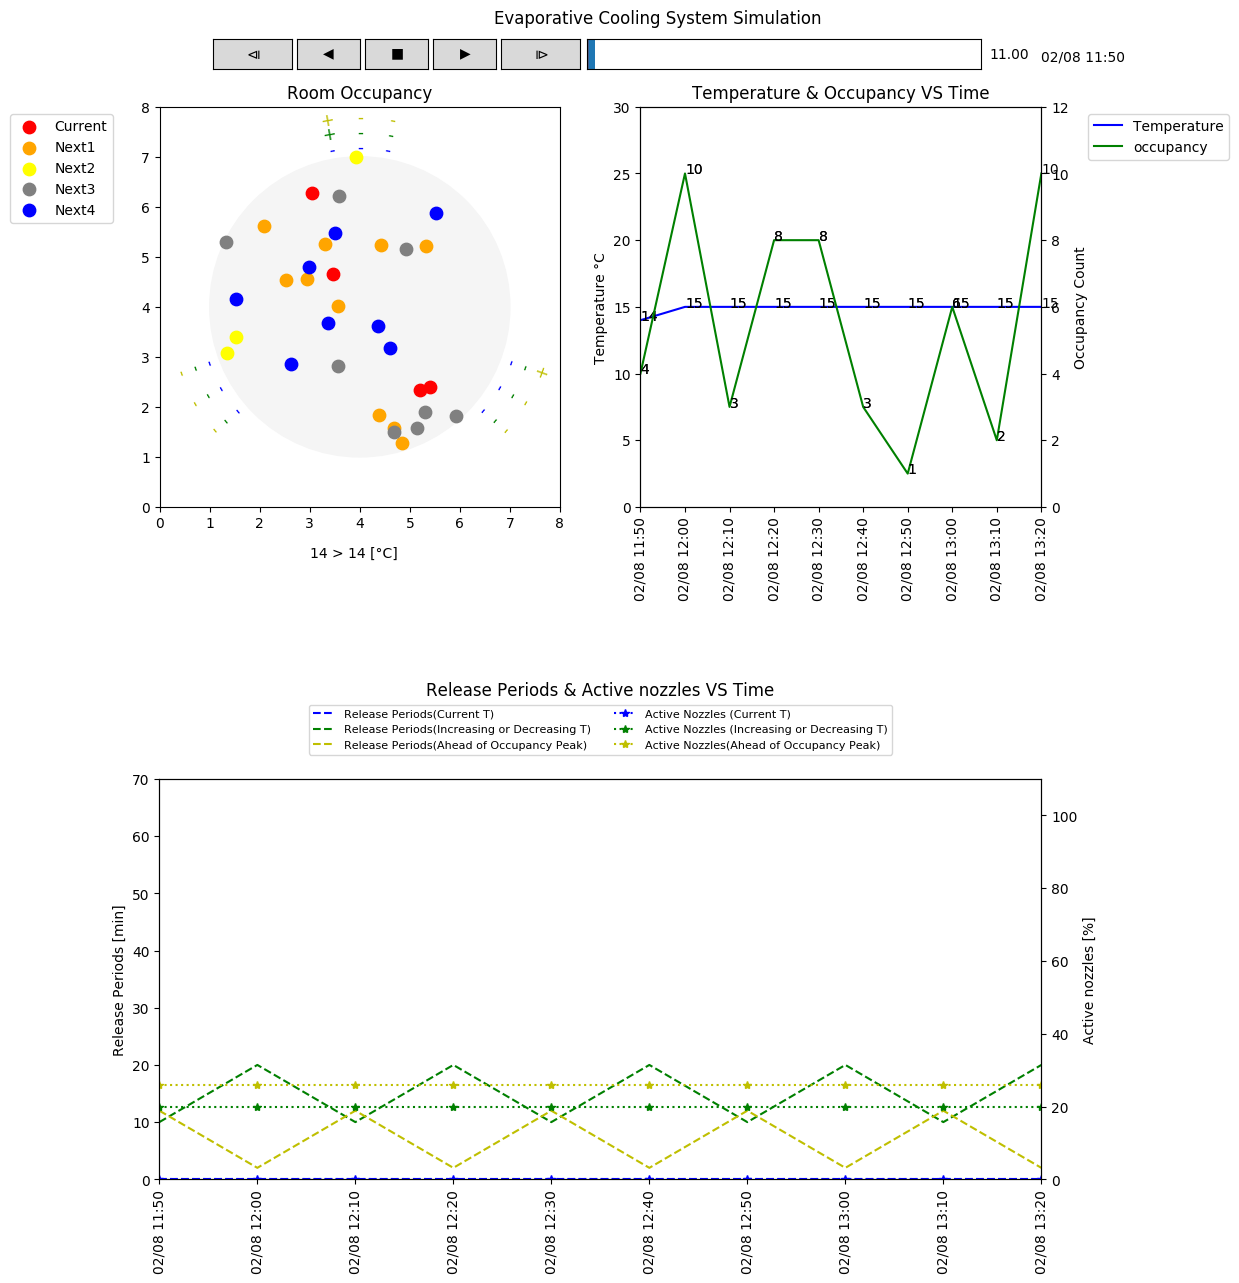 Evaporative Cooling System Simulation
11.00
02/08 11:50
Room Occupancy
Current
Next1
Next2
Next3
Next4
8
7
6
5
4
3
2
1
0
0 1 2 3 4 5 6 7 8
14 > 14 [°C]
Temperature & Occupancy VS Time
Temperature
occupancy
Temperature °C
30
25
20
15
10
5
0
Occupancy Count
12
10
8
6
4
2
0
14 15 15 15 15 15 15 15 15 15
4 10 3 8 8 3 1 6 2 10
02/08 11:50
02/08 12:00
02/08 12:10
02/08 12:20
02/08 12:30
02/08 12:40
02/08 12:50
02/08 13:00
02/08 13:10
02/08 13:20
Release Periods & Active nozzles VS Time
Release Periods(Current T)
Release Periods(Increasing or Decreasing T)
Release Periods(Ahead of Occupancy Peak)
Active Nozzles (Current T)
Active Nozzles (Increasing or Decreasing T)
Active Nozzles(Ahead of Occupancy Peak)
Release Periods [min]
70
60
50
40
30
20
10
0
Active nozzles [%]
100
80
60
40
20
0
02/08 11:50
02/08 12:00
02/08 12:10
02/08 12:20
02/08 12:30
02/08 12:40
02/08 12:50
02/08 13:00
02/08 13:10
02/08 13:20